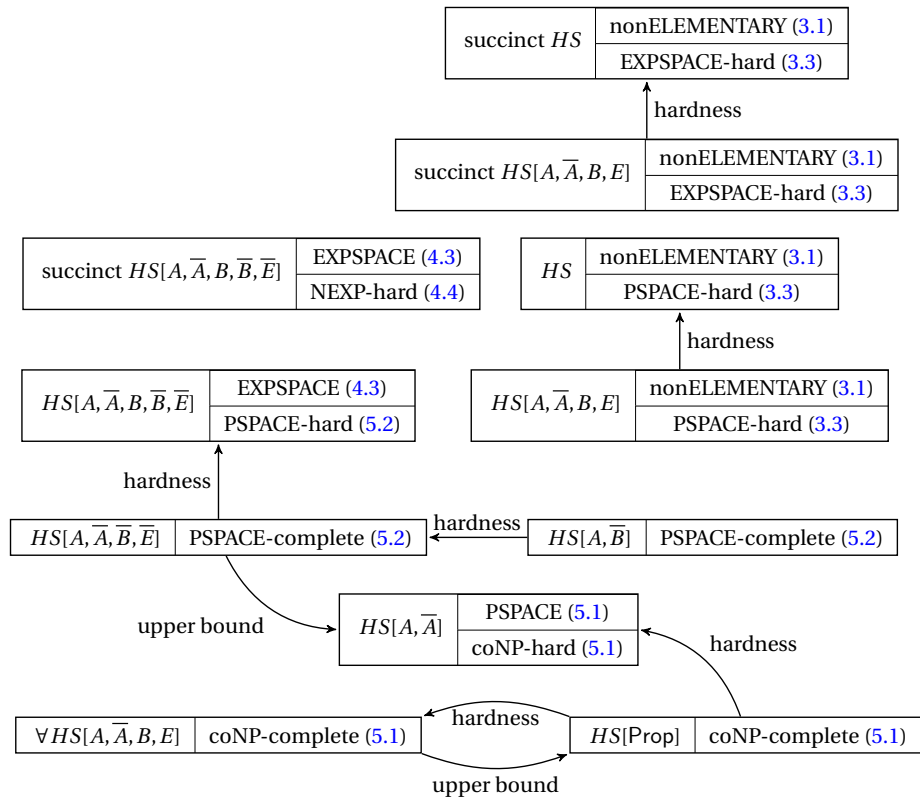 succinct HS
nonELEMENTARY (3.1)
EXPSPACE-hard (3.3)
hardness
succinct HS[A, A̅, B, E]
nonELEMENTARY (3.1)
EXPSPACE-hard (3.3)
succinct HS[A, A̅, B, B̅, E̅]
EXPSPACE (4.3)
NEXP-hard (4.4)
HS
nonELEMENTARY (3.1)
PSPACE-hard (3.3)
hardness
HS[A, A̅, B, B̅, E̅]
EXPSPACE (4.3)
PSPACE-hard (5.2)
HS[A, A̅, B, E]
nonELEMENTARY (3.1)
PSPACE-hard (3.3)
hardness
HS[A, A̅, B̅, E̅] PSPACE-complete (5.2)
hardness
HS[A, B̅] PSPACE-complete (5.2)
upper bound
HS[A, A̅]
PSPACE (5.1)
coNP-hard (5.1)
hardness
∀HS[A, A̅, B, E] coNP-complete (5.1)
hardness
HS[Prop] coNP-complete (5.1)
upper bound